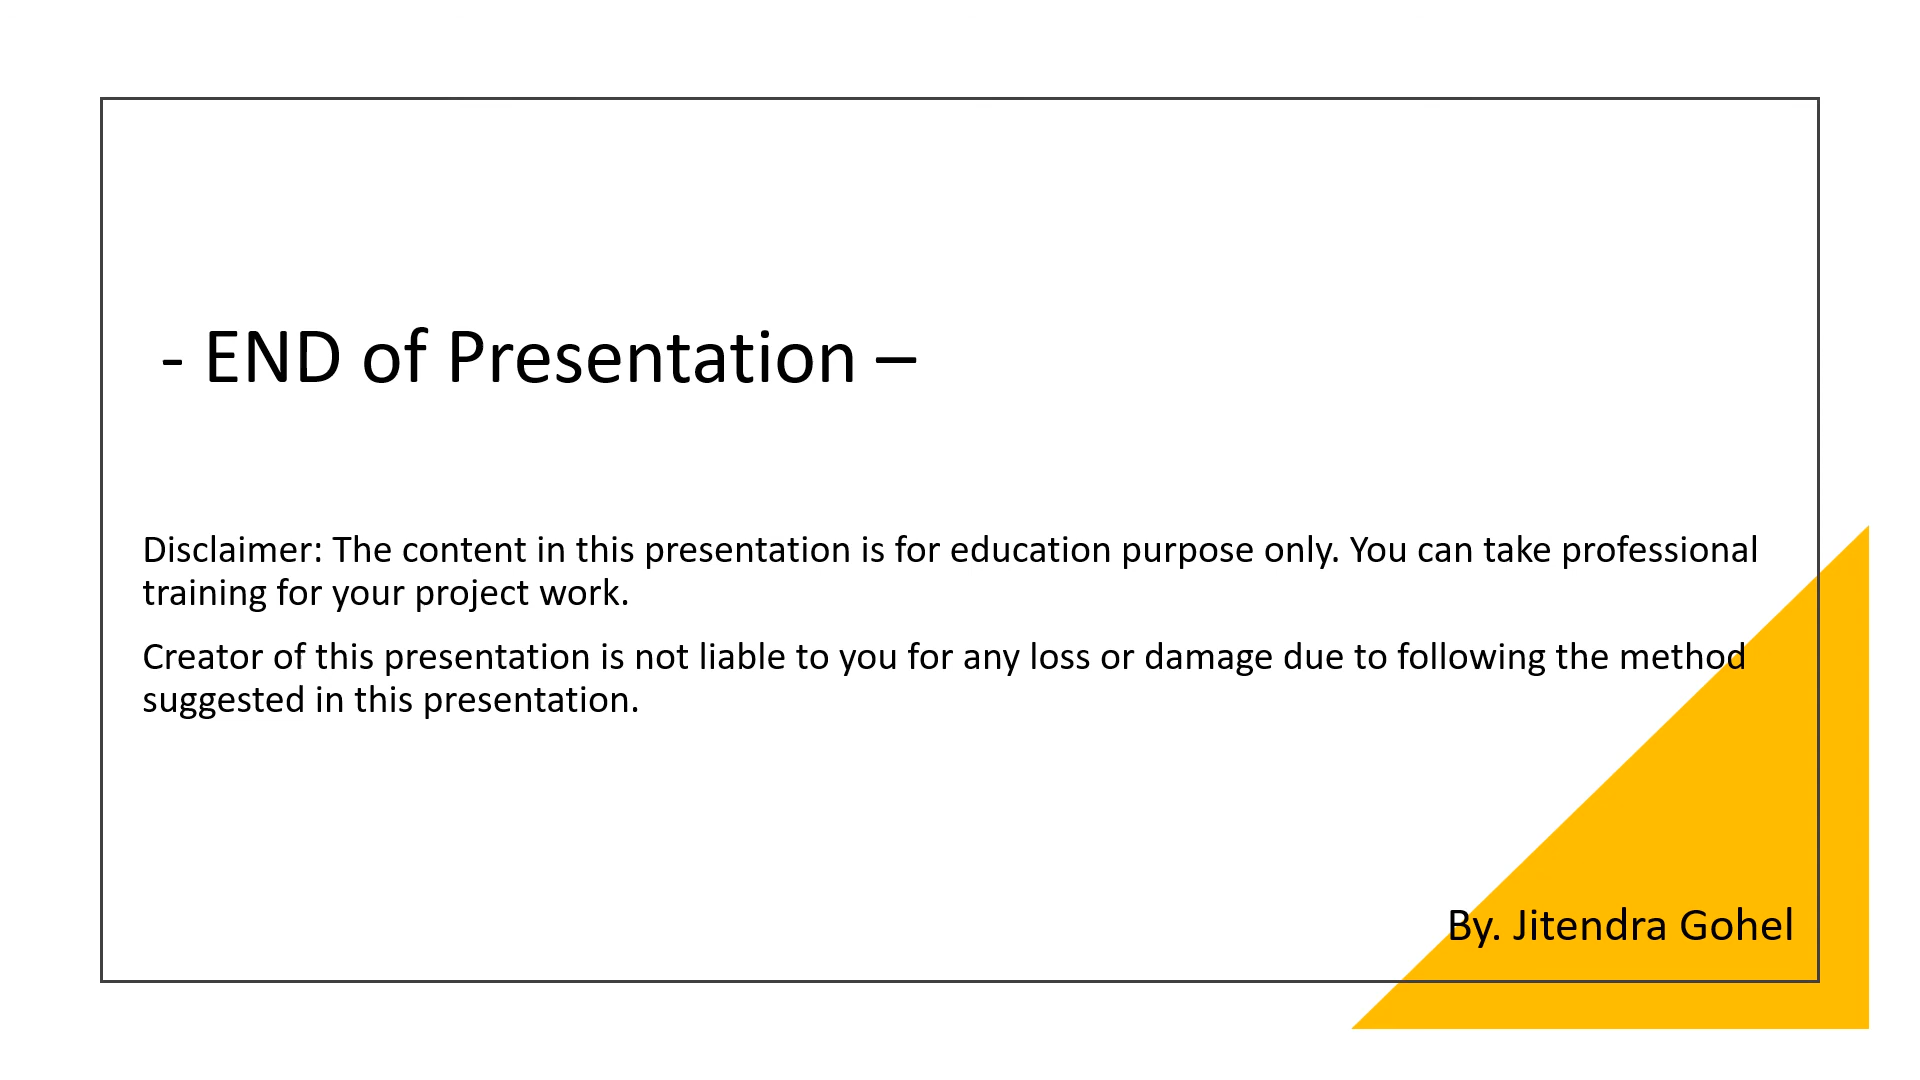 - END of Presentation –
Disclaimer: The content in this presentation is for education purpose only. You can take professional
training for your project work.
Creator of this presentation is not liable to you for any loss or damage due to following the method
suggested in this presentation.
By. Jitendra Gohel